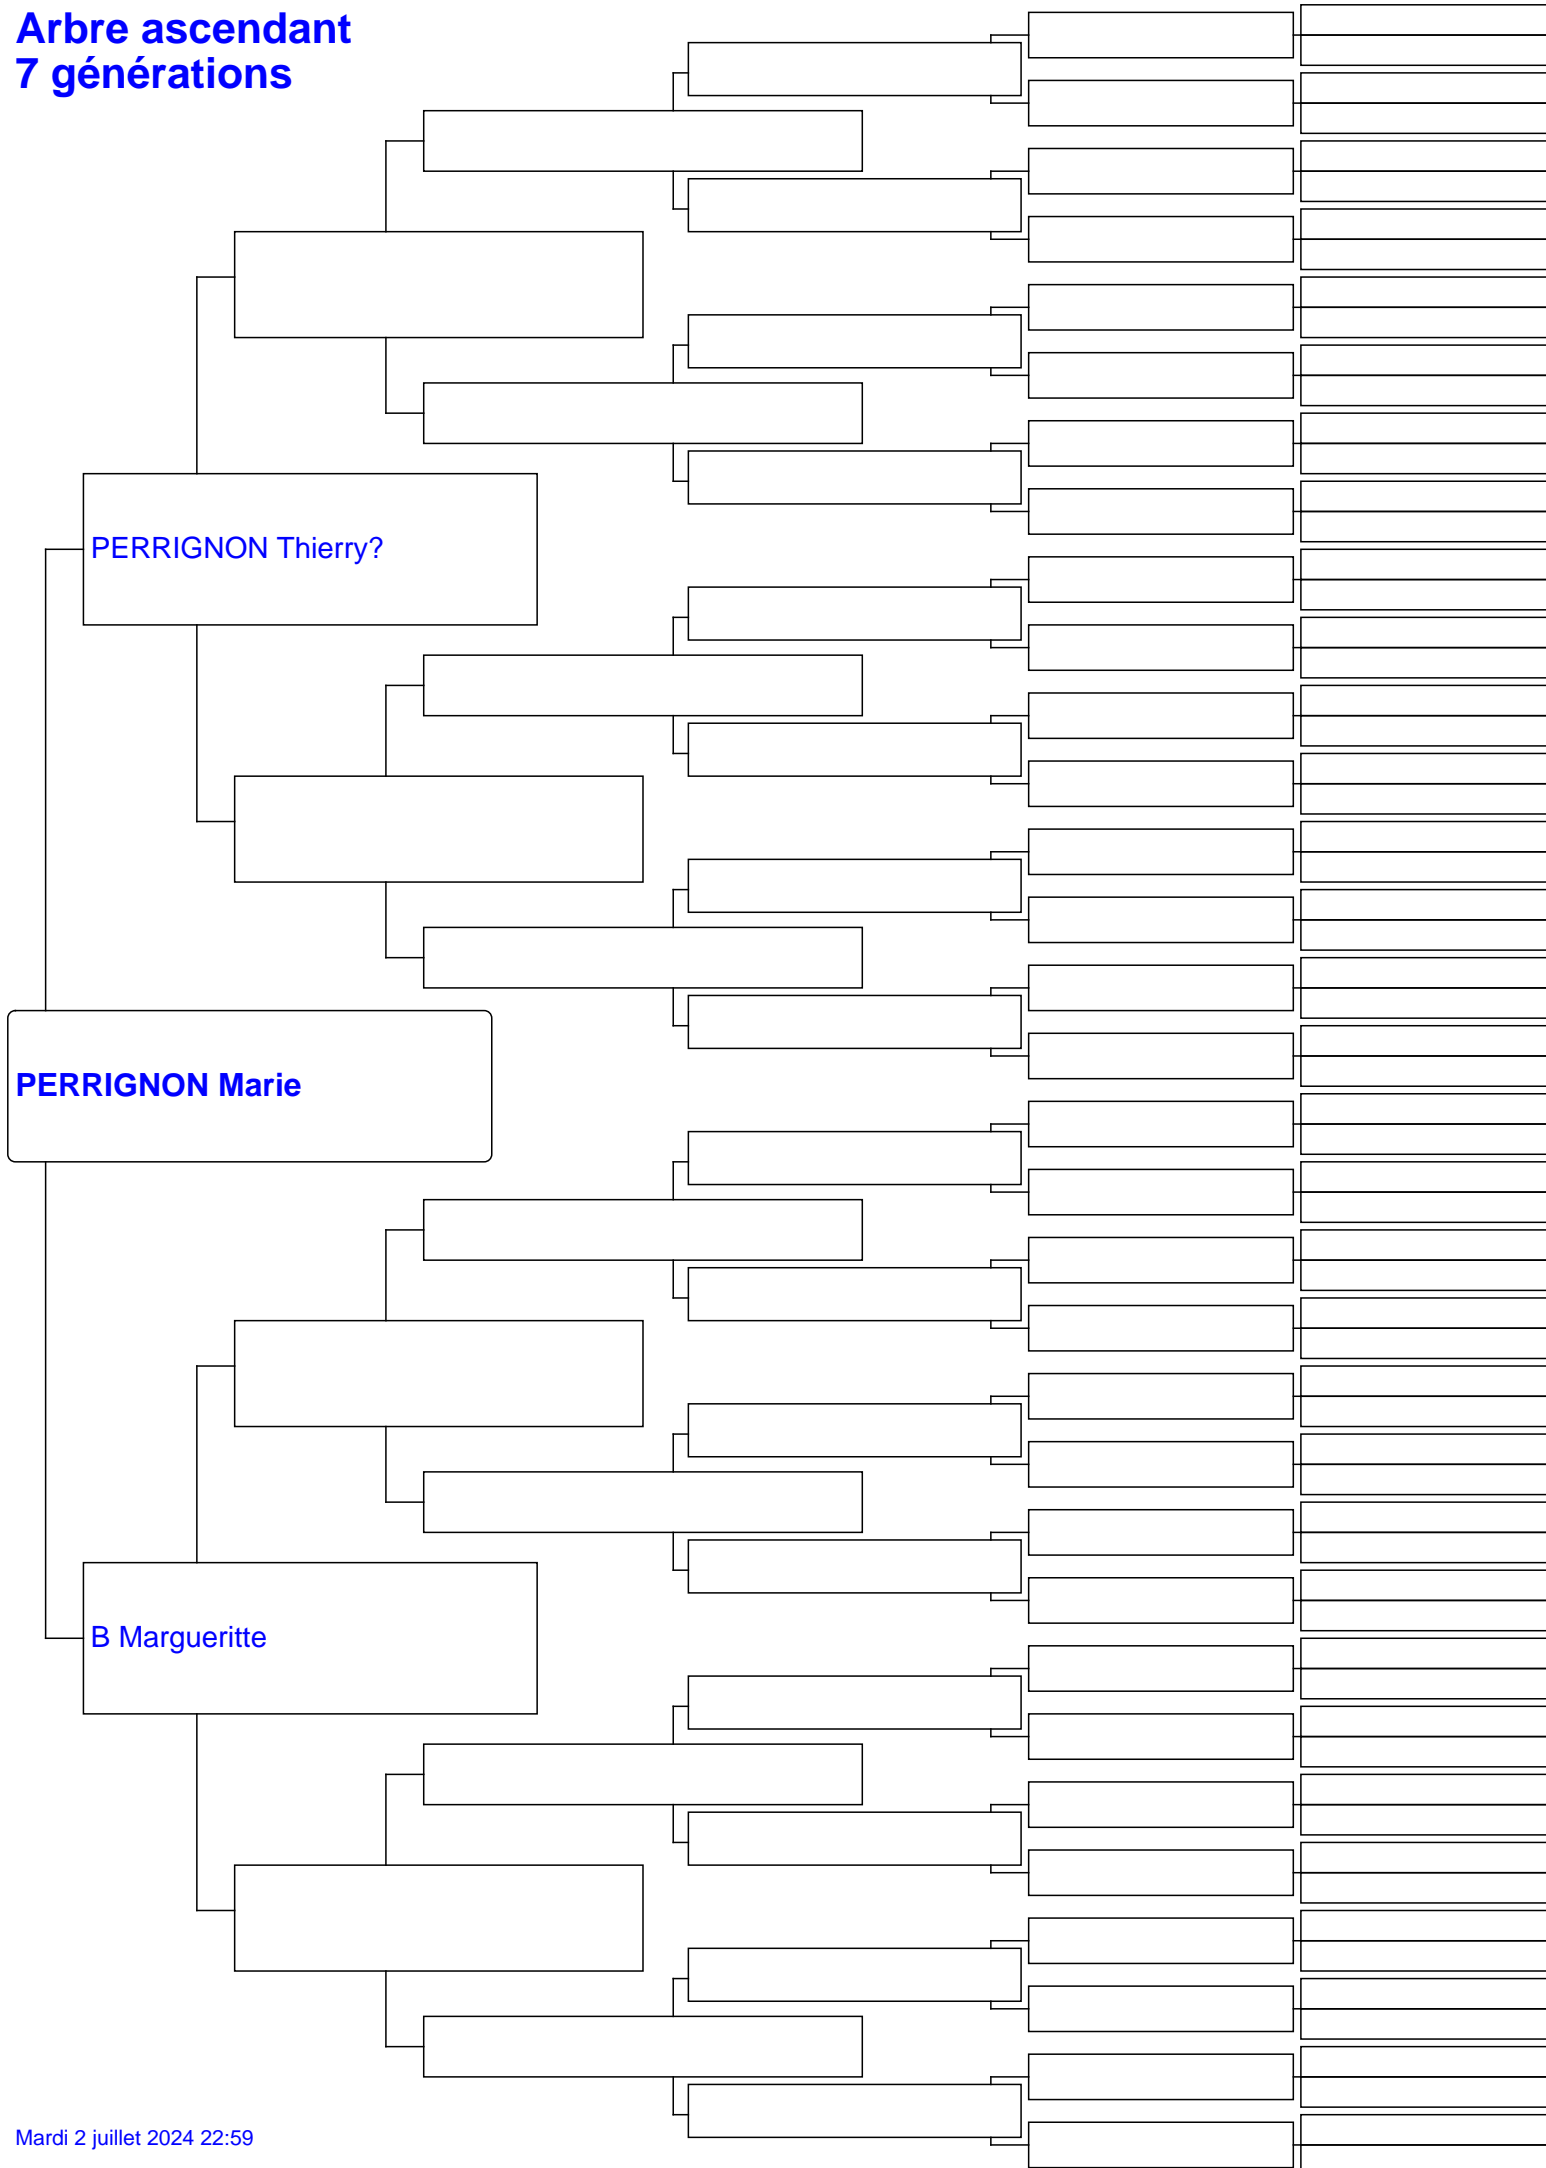 Arbre ascendant
7 générations
PERRIGNON Thierry?
PERRIGNON Marie
B Margueritte
Mardi 2 juillet 2024 22:59